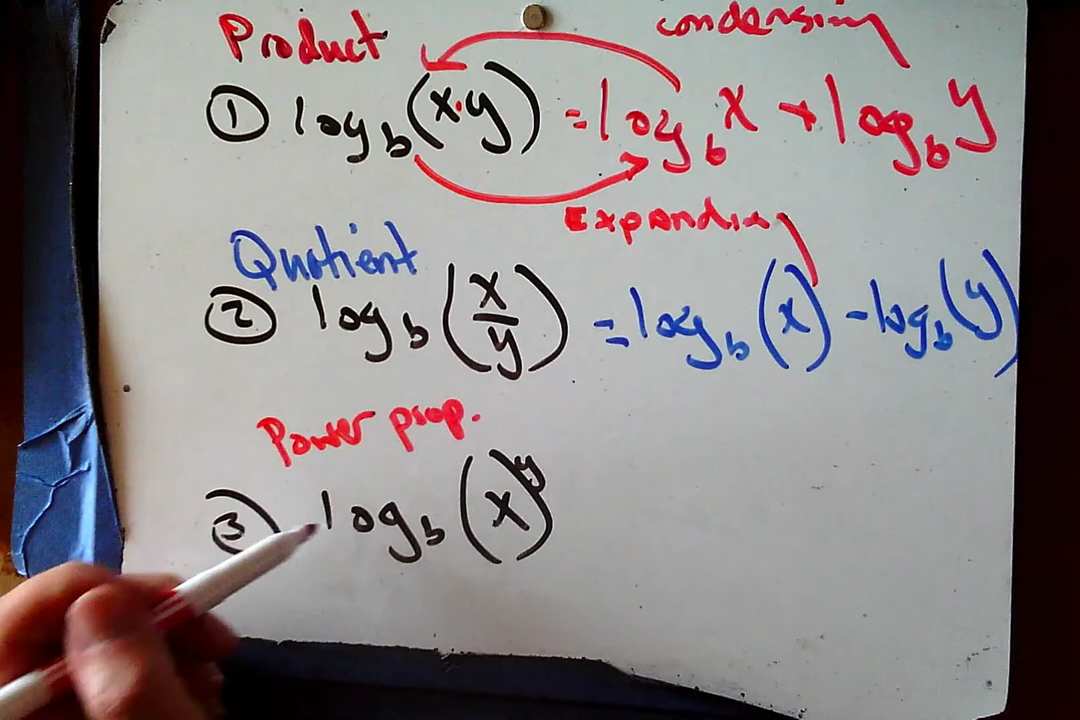 Product condensing
① log_b (x·y) = log_b x + log_b y
Expanding
Quotient
② log_b (x/y) = log_b (x) - log_b (y)
Power prop.
③ log_b (x)^y